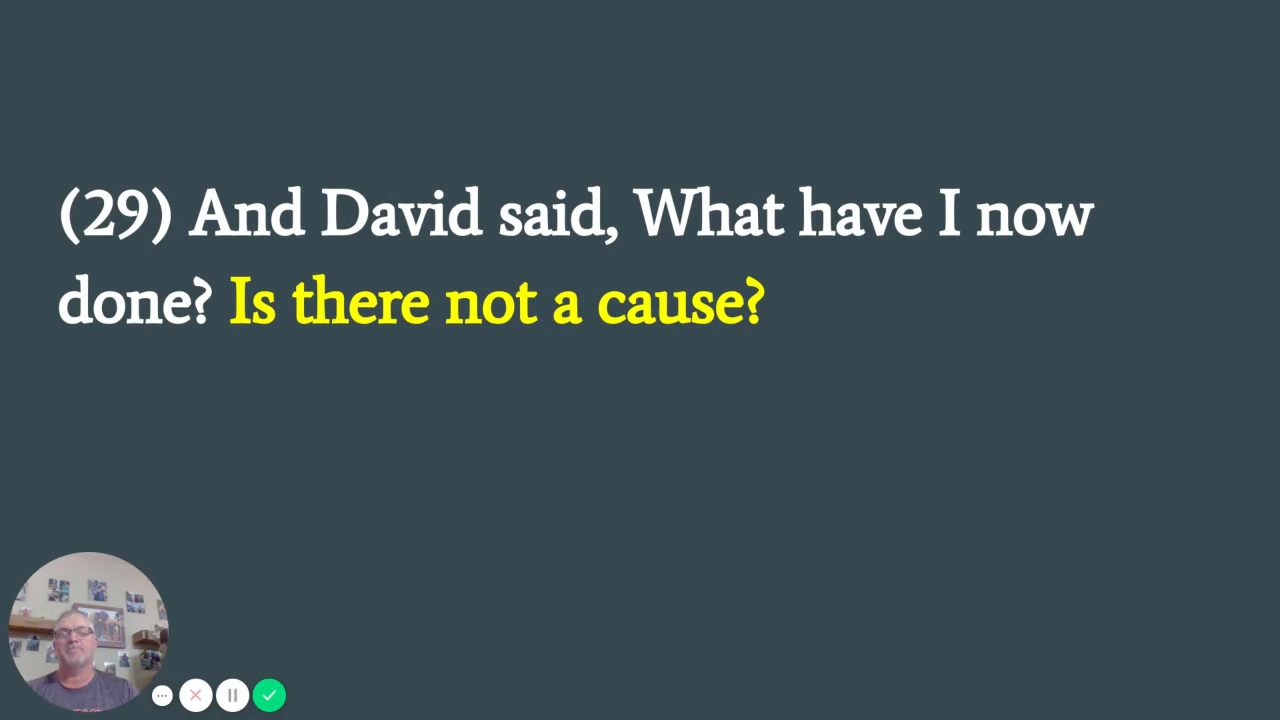 (29) And David said, What have I now
done? Is there not a cause?